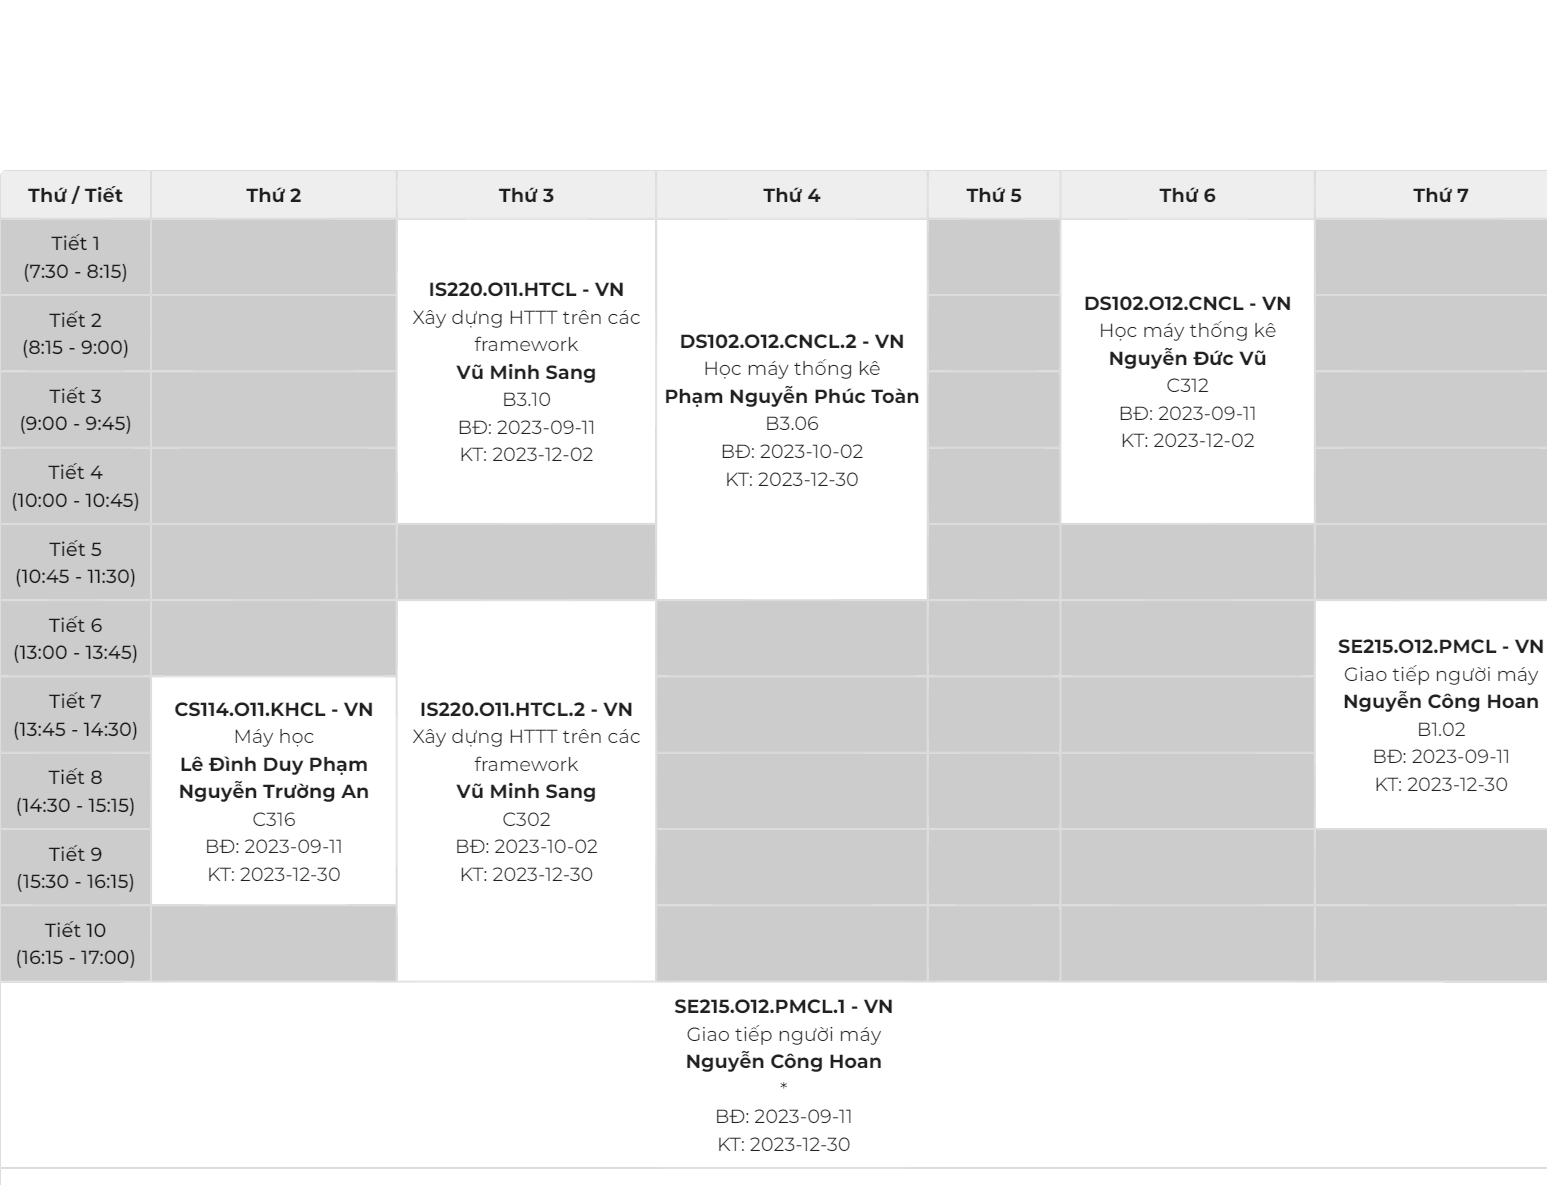 Thứ / Tiết
Thứ 2
Thứ 3
Thứ 4
Thứ 5
Thứ 6
Thứ 7
Tiết 1
(7:30 - 8:15)
Tiết 2
(8:15 - 9:00)
Tiết 3
(9:00 - 9:45)
Tiết 4
(10:00 - 10:45)
Tiết 5
(10:45 - 11:30)
Tiết 6
(13:00 - 13:45)
Tiết 7
(13:45 - 14:30)
Tiết 8
(14:30 - 15:15)
Tiết 9
(15:30 - 16:15)
Tiết 10
(16:15 - 17:00)
CS114.O11.KHCL - VN
Máy học
Lê Đình Duy Phạm
Nguyễn Trường An
C316
BĐ: 2023-09-11
KT: 2023-12-30
IS220.O11.HTCL - VN
Xây dựng HTTT trên các
framework
Vũ Minh Sang
B3.10
BĐ: 2023-09-11
KT: 2023-12-02
IS220.O11.HTCL.2 - VN
Xây dựng HTTT trên các
framework
Vũ Minh Sang
C302
BĐ: 2023-10-02
KT: 2023-12-30
DS102.O12.CNCL.2 - VN
Học máy thống kê
Phạm Nguyễn Phúc Toàn
B3.06
BĐ: 2023-10-02
KT: 2023-12-30
DS102.O12.CNCL - VN
Học máy thống kê
Nguyễn Đức Vũ
C312
BĐ: 2023-09-11
KT: 2023-12-02
SE215.O12.PMCL - VN
Giao tiếp người máy
Nguyễn Công Hoan
B1.02
BĐ: 2023-09-11
KT: 2023-12-30
SE215.O12.PMCL.1 - VN
Giao tiếp người máy
Nguyễn Công Hoan
*
BĐ: 2023-09-11
KT: 2023-12-30